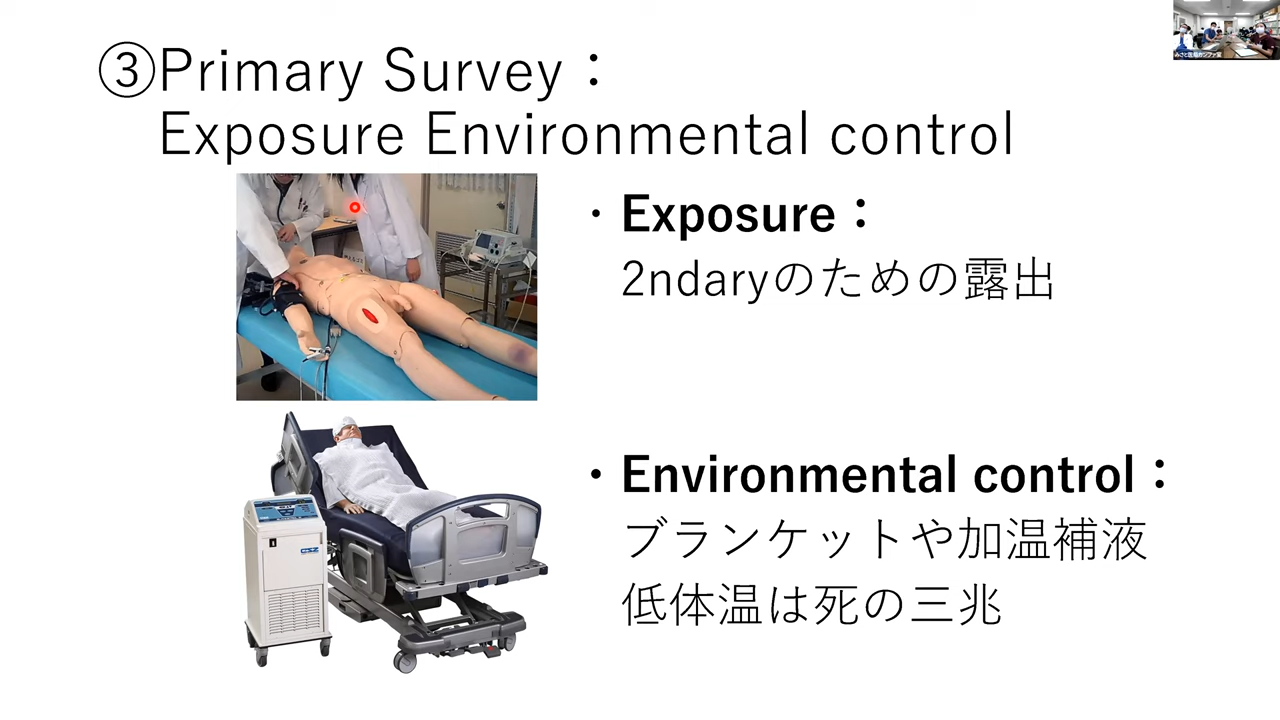 ③Primary Survey：
Exposure Environmental control
・Exposure：
2ndaryのための露出
・Environmental control：
ブランケットや加温補液
低体温は死の三兆
CSZ